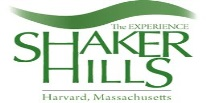 The EXPERIENCE
SHAKER
HILLS
Harvard, Massachusetts